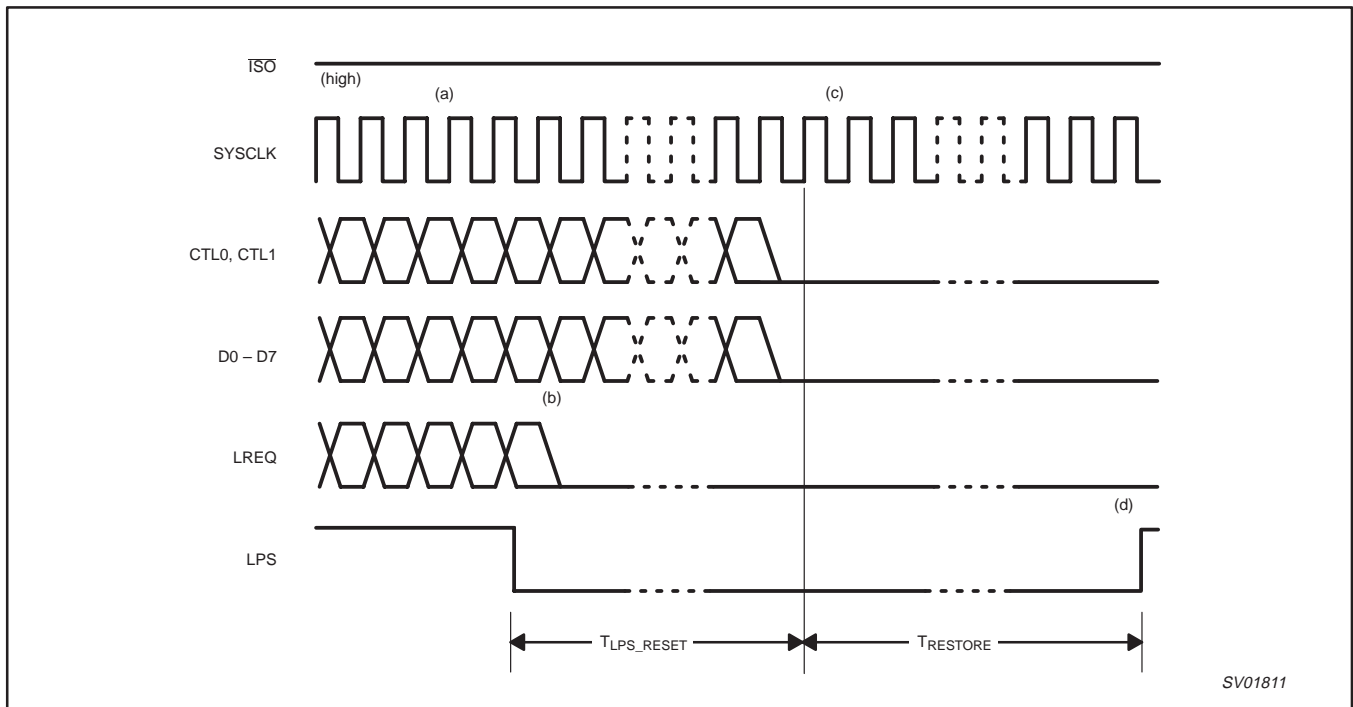 ISO
(high)
(a)
(c)
SYSCLK
CTL0, CTL1
D0 – D7
(b)
LREQ
(d)
LPS
TLPS_RESET
TRESTORE
SV01811